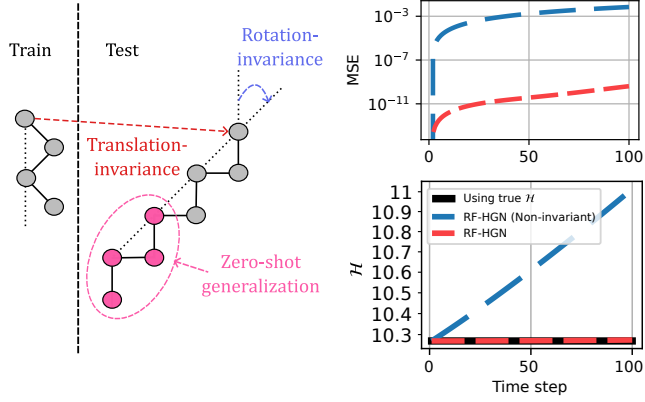 Train
Test
Rotation-
invariance
Translation-
invariance
Zero-shot
generalization
MSE
10⁻³
10⁻⁷
10⁻¹¹
0
50
100
Using true ℋ
RF-HGN (Non-invariant)
RF-HGN
ℋ
11
10.9
10.8
10.7
10.6
10.5
10.4
10.3
0
50
100
Time step